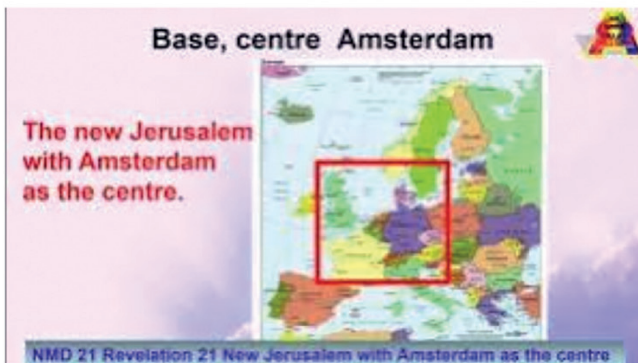 Base, centre Amsterdam
The new Jerusalem
with Amsterdam
as the centre.
NMD 21 Revelation 21 New Jerusalem with Amsterdam as the centre